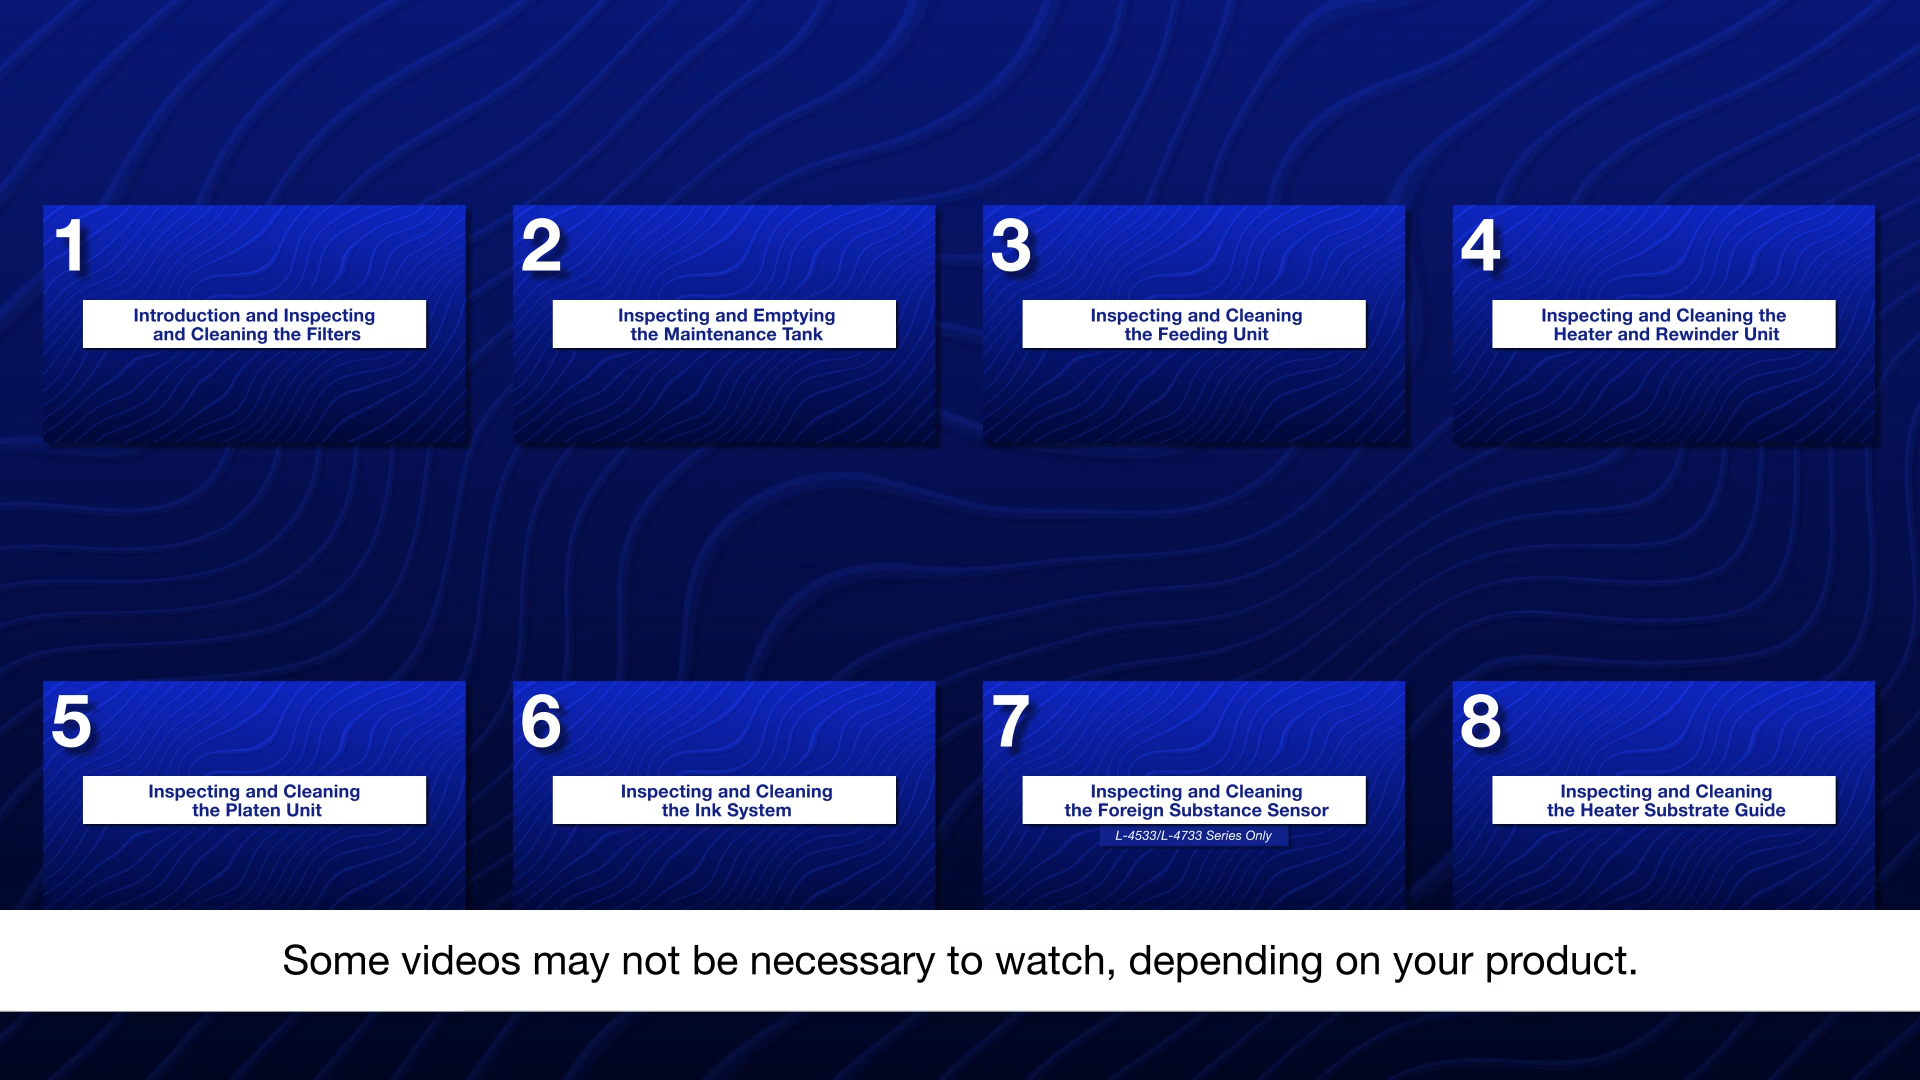 1
Introduction and Inspecting
and Cleaning the Filters
2
Inspecting and Emptying
the Maintenance Tank
3
Inspecting and Cleaning
the Feeding Unit
4
Inspecting and Cleaning the
Heater and Rewinder Unit
5
Inspecting and Cleaning
the Platen Unit
6
Inspecting and Cleaning
the Ink System
7
Inspecting and Cleaning
the Foreign Substance Sensor
L-4533/L-4733 Series Only
8
Inspecting and Cleaning
the Heater Substrate Guide
Some videos may not be necessary to watch, depending on your product.